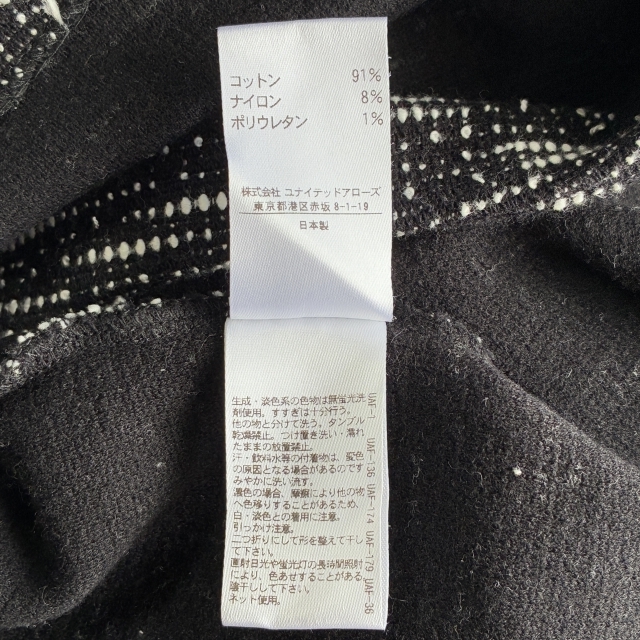 コットン 91%
ナイロン 8%
ポリウレタン 1%
株式会社 ユナイテッドアローズ
東京都港区赤坂8-1-19
日本製
生成・淡色系の色物は無蛍光洗
剤使用。すすぎは十分行う。
他の物と分けて洗う。タンブル
乾燥禁止。つけ置き洗い・濡れ
たままの放置禁止。
汗・飲料水等の付着物は、変色
の原因となる場合があるのです
みやかに洗い流す。
濃色の場合、摩擦により他の物
へ色移りすることがあるため、
白・淡色との着用に注意。
引っかけ注意。
二つ折りにして形を整えて干し
て下さい。
直射日光や蛍光灯の長時間照射
により、色あせすることがある。
陰干しして下さい。
ネット使用。
UAF-1 UAF-136 UAF-174 UAF-179 UAF-36